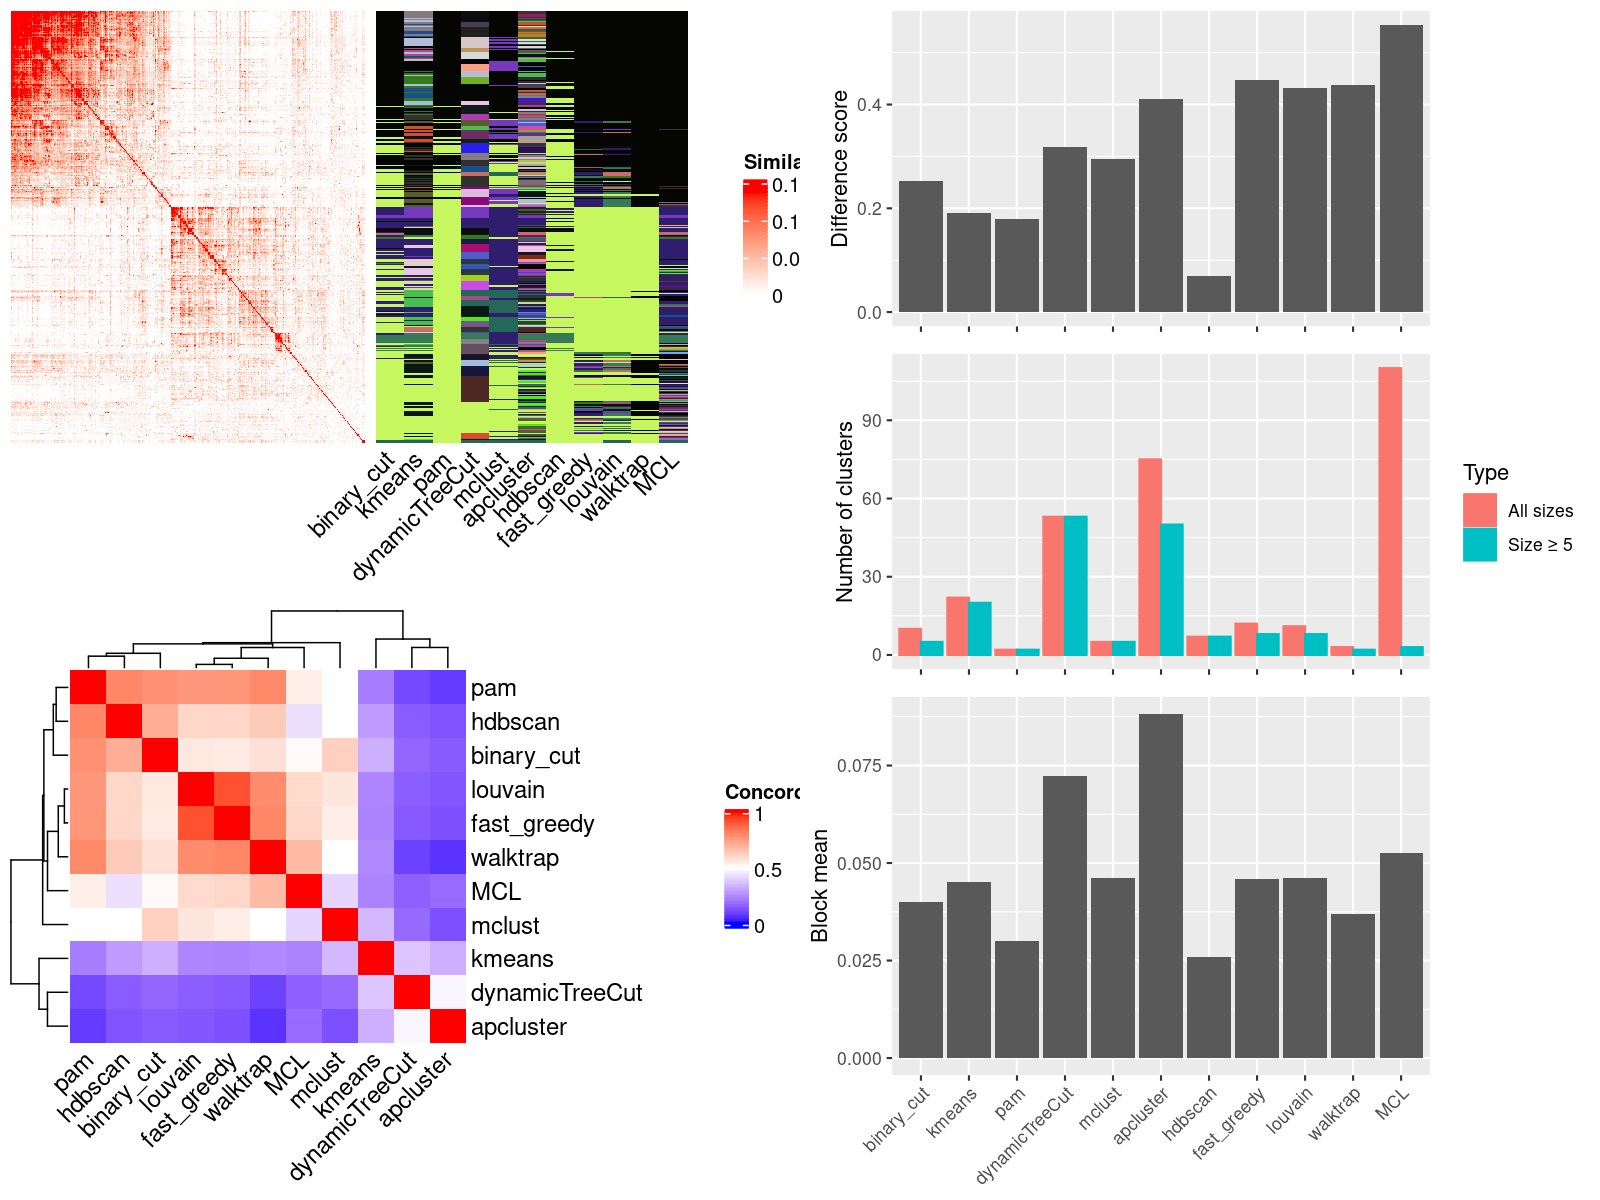 Simila
0.1
0.1
0.0
0
binary_cut
kmeans
pam
dynamicTreeCut
mclust
apcluster
hdbscan
fast_greedy
louvain
walktrap
MCL
pam
hdbscan
binary_cut
louvain
fast_greedy
walktrap
MCL
mclust
kmeans
dynamicTreeCut
apcluster
pam
hdbscan
binary_cut
louvain
fast_greedy
walktrap
MCL
mclust
kmeans
dynamicTreeCut
apcluster
Concord
1
0.5
0
Difference score
0.4
0.2
0.0
Number of clusters
90
60
30
0
Type
All sizes
Size ≥ 5
Block mean
0.075
0.050
0.025
0.000
binary_cut
kmeans
pam
dynamicTreeCut
mclust
apcluster
hdbscan
fast_greedy
louvain
walktrap
MCL